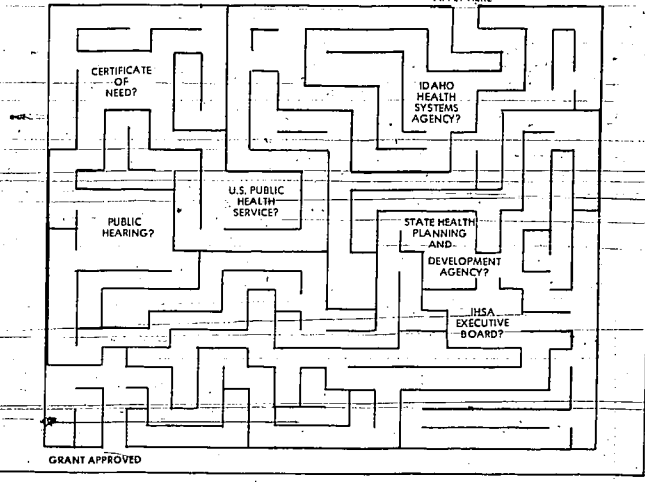 CERTIFICATE
OF
NEED?
IDAHO
HEALTH
SYSTEMS
AGENCY?
U.S. PUBLIC
HEALTH
SERVICE?
PUBLIC
HEARING?
STATE HEALTH
PLANNING
AND
DEVELOPMENT
AGENCY?
IHSA
EXECUTIVE
BOARD?
GRANT APPROVED